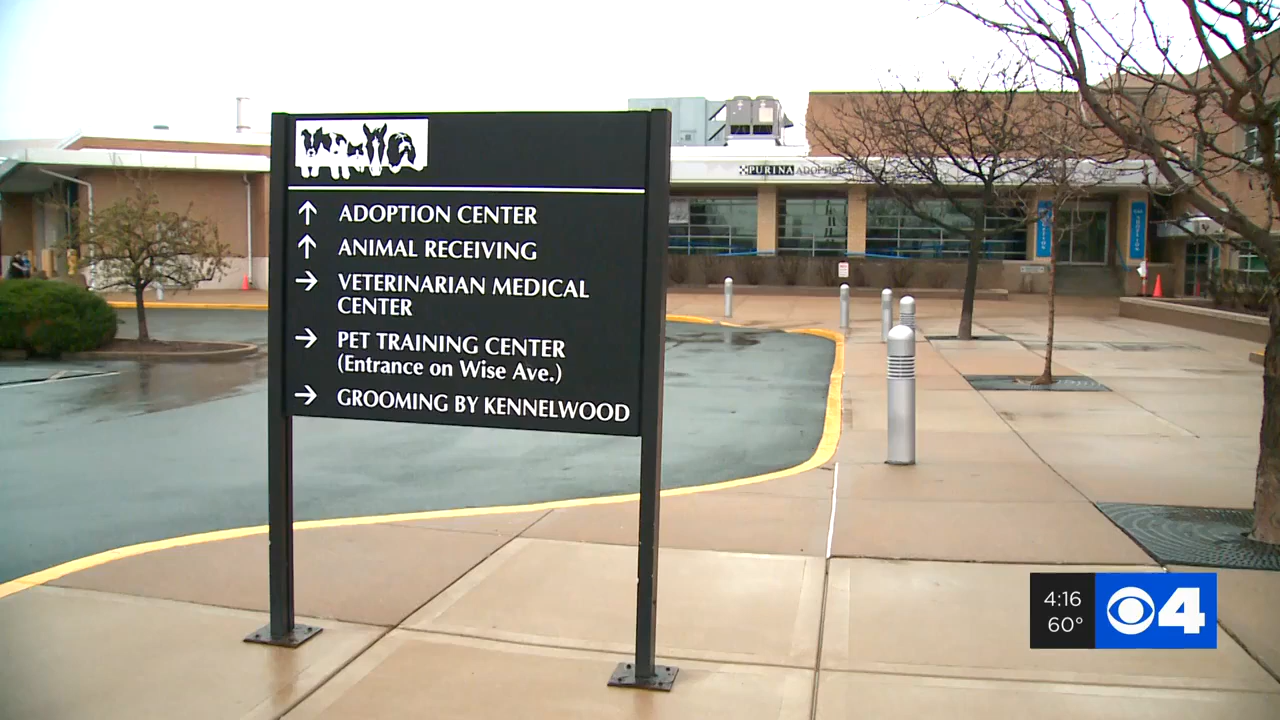 PURINA ADOPTION
ADOPTION CENTER
ANIMAL RECEIVING
VETERINARIAN MEDICAL
CENTER
PET TRAINING CENTER
(Entrance on Wise Ave.)
GROOMING BY KENNELWOOD
4:16
60°
4